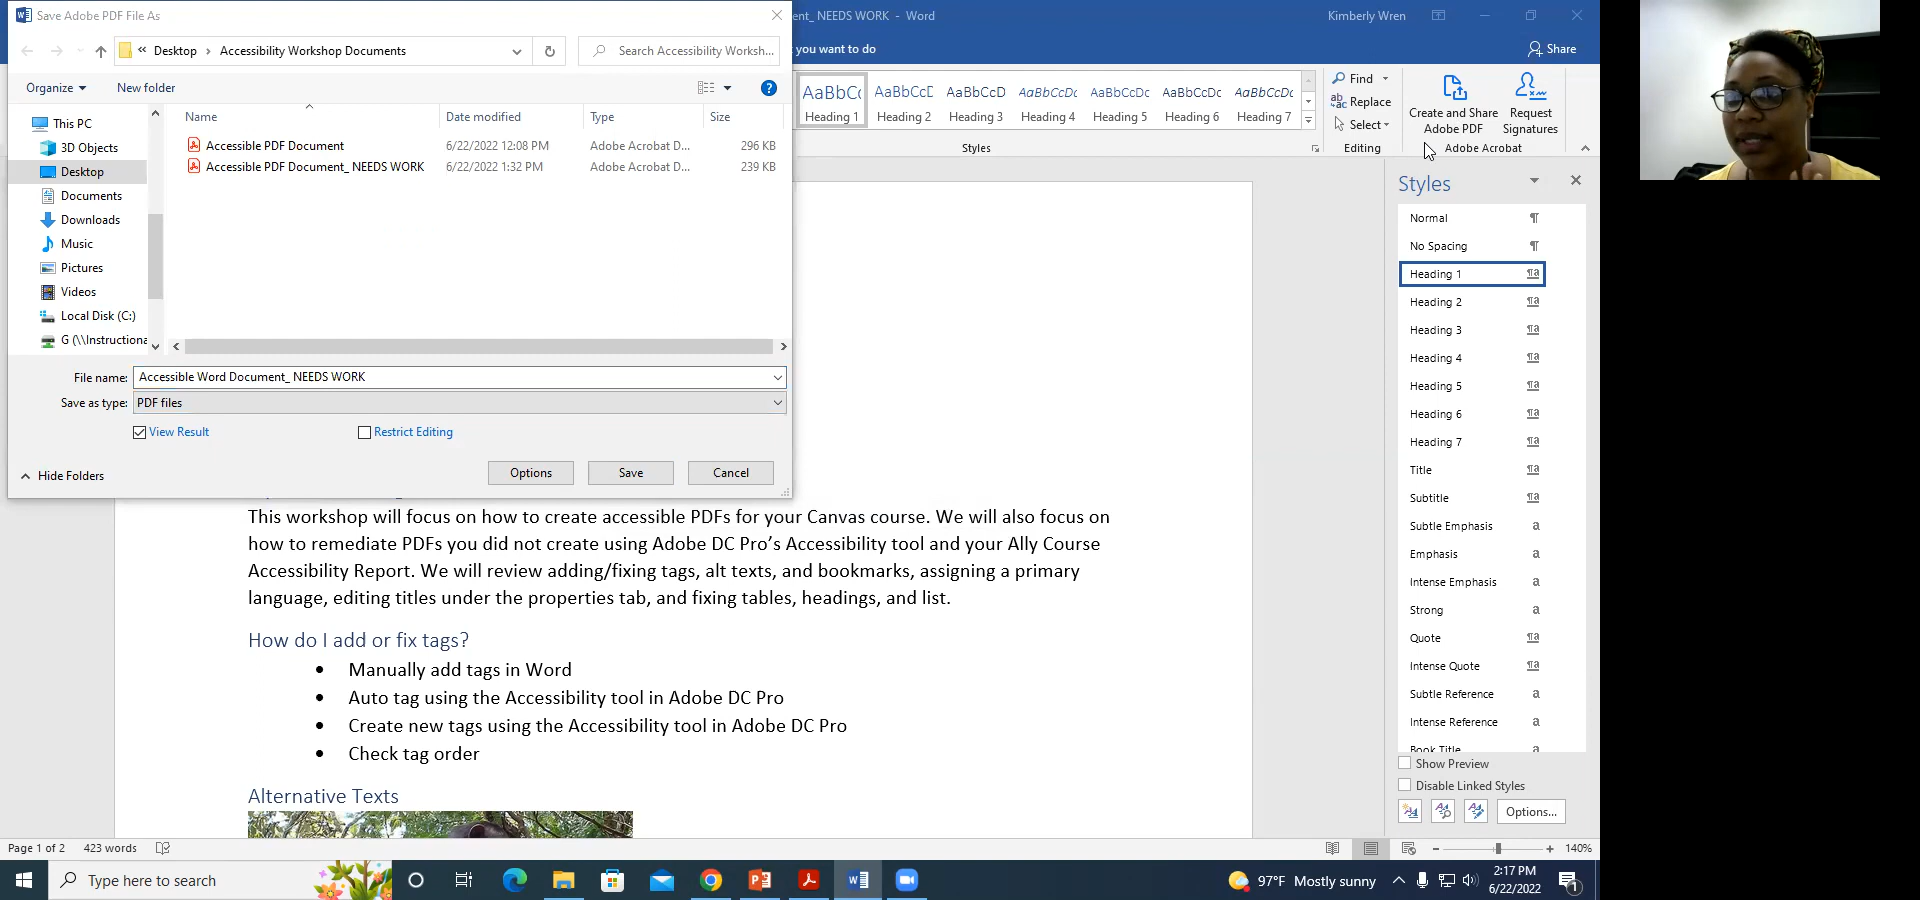 Save Adobe PDF File As
ent_ NEEDS WORK - Word
Kimberly Wren
« Desktop › Accessibility Workshop Documents
Search Accessibility Worksh...
you want to do
Share
Organize
New folder
Name
Date modified
Type
Size
This PC
3D Objects
Desktop
Documents
Downloads
Music
Pictures
Videos
Local Disk (C:)
G (\\Instructiona
Accessible PDF Document
6/22/2022 12:08 PM
Adobe Acrobat D...
296 KB
Accessible PDF Document_ NEEDS WORK
6/22/2022 1:32 PM
Adobe Acrobat D...
239 KB
File name: Accessible Word Document_ NEEDS WORK
Save as type: PDF files
View Result
Restrict Editing
Hide Folders
Options
Save
Cancel
AaBbCc AaBbCcD AaBbCcD AaBbCcDc AaBbCcDc AaBbCcDc AaBbCcDc
Heading 1 Heading 2 Heading 3 Heading 4 Heading 5 Heading 6 Heading 7
Styles
Find
Replace
Select
Editing
Create and Share
Adobe PDF
Request
Signatures
Adobe Acrobat
This workshop will focus on how to create accessible PDFs for your Canvas course. We will also focus on
how to remediate PDFs you did not create using Adobe DC Pro’s Accessibility tool and your Ally Course
Accessibility Report. We will review adding/fixing tags, alt texts, and bookmarks, assigning a primary
language, editing titles under the properties tab, and fixing tables, headings, and list.
How do I add or fix tags?
• Manually add tags in Word
• Auto tag using the Accessibility tool in Adobe DC Pro
• Create new tags using the Accessibility tool in Adobe DC Pro
• Check tag order
Alternative Texts
Styles
Normal ¶
No Spacing ¶
Heading 1 ¶a
Heading 2 ¶a
Heading 3 ¶a
Heading 4 ¶a
Heading 5 ¶a
Heading 6 ¶a
Heading 7 ¶a
Title ¶a
Subtitle ¶a
Subtle Emphasis a
Emphasis a
Intense Emphasis a
Strong a
Quote ¶a
Intense Quote ¶a
Subtle Reference a
Intense Reference a
Book Title a
Show Preview
Disable Linked Styles
Options...
Page 1 of 2
423 words
140%
Type here to search
97°F Mostly sunny
2:17 PM
6/22/2022
1